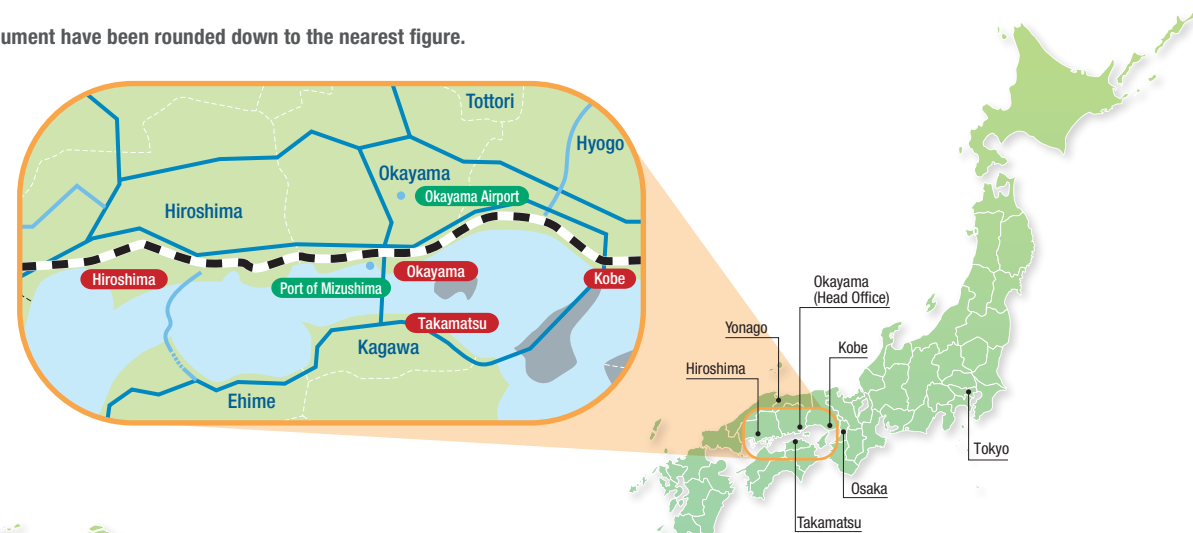 ument have been rounded down to the nearest figure.
Tottori
Hyogo
Okayama
Okayama Airport
Hiroshima
Hiroshima
Port of Mizushima
Okayama
Kobe
Takamatsu
Kagawa
Ehime
Okayama
(Head Office)
Yonago
Kobe
Hiroshima
Tokyo
Osaka
Takamatsu